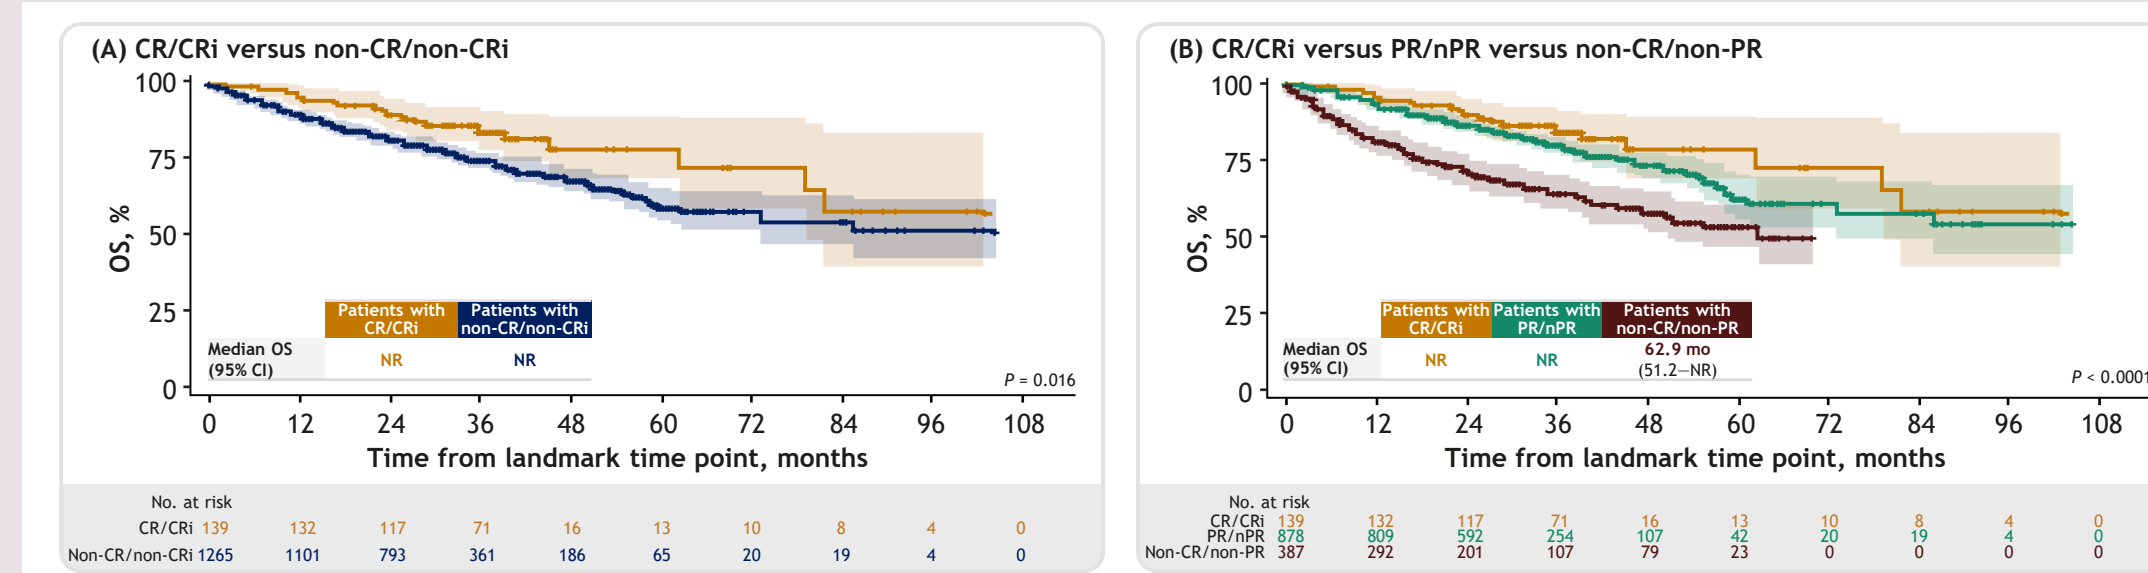 (A) CR/CRi versus non-CR/non-CRi
100
75
50
25
0
OS, %
Patients with CR/CRi
Patients with non-CR/non-CRi
Median OS (95% CI)
NR
NR
P = 0.016
0 12 24 36 48 60 72 84 96 108
Time from landmark time point, months
No. at risk
CR/CRi 139 132 117 71 16 13 10 8 4 0
Non-CR/non-CRi 1265 1101 793 361 186 65 20 19 4 0
(B) CR/CRi versus PR/nPR versus non-CR/non-PR
100
75
50
25
0
OS, %
Patients with CR/CRi
Patients with PR/nPR
Patients with non-CR/non-PR
Median OS (95% CI)
NR
NR
62.9 mo
(51.2–NR)
P < 0.0001
0 12 24 36 48 60 72 84 96 108
Time from landmark time point, months
No. at risk
CR/CRi 139 132 117 71 16 13 10 8 4 0
PR/nPR 878 809 592 254 107 42 20 19 4 0
Non-CR/non-PR 387 292 201 107 79 23 0 0 0 0